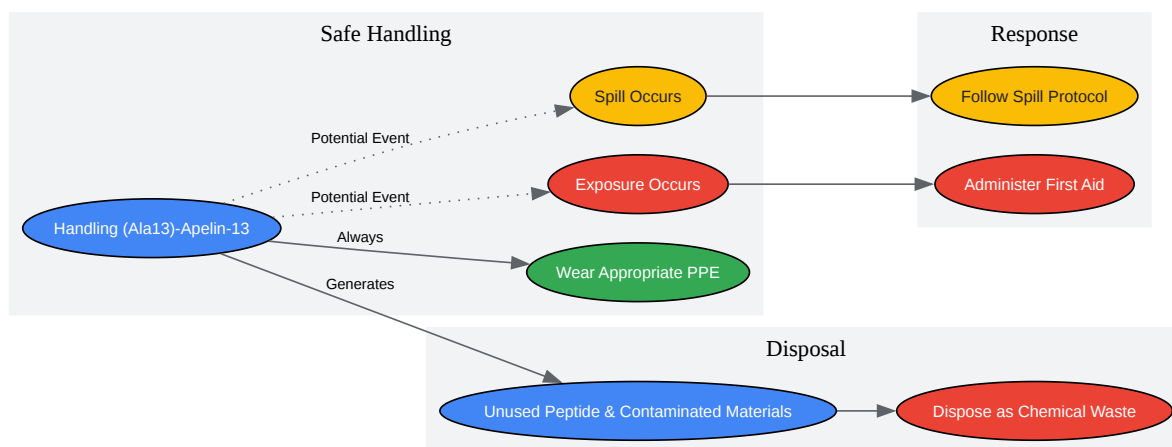 Safe Handling
Response
Spill Occurs
Follow Spill Protocol
Potential Event
Exposure Occurs
Administer First Aid
Potential Event
Handling (Ala13)-Apelin-13
Always
Wear Appropriate PPE
Generates
Disposal
Unused Peptide & Contaminated Materials
Dispose as Chemical Waste